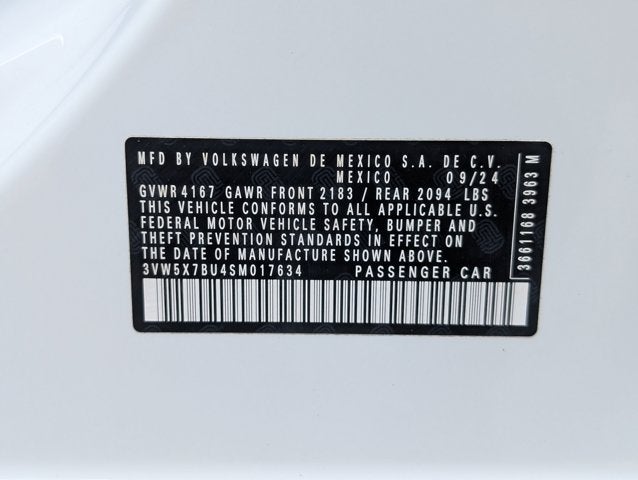 MFD BY VOLKSWAGEN DE MEXICO S.A. DE C.V.
MEXICO 09/24
GVWR 4167 GAWR FRONT 2183 / REAR 2094 LBS
THIS VEHICLE CONFORMS TO ALL APPLICABLE U.S.
FEDERAL MOTOR VEHICLE SAFETY, BUMPER AND
THEFT PREVENTION STANDARDS IN EFFECT ON
THE DATE OF MANUFACTURE SHOWN ABOVE.
3VW5X7BU4SM017634 PASSENGER CAR
3661168 3963 M